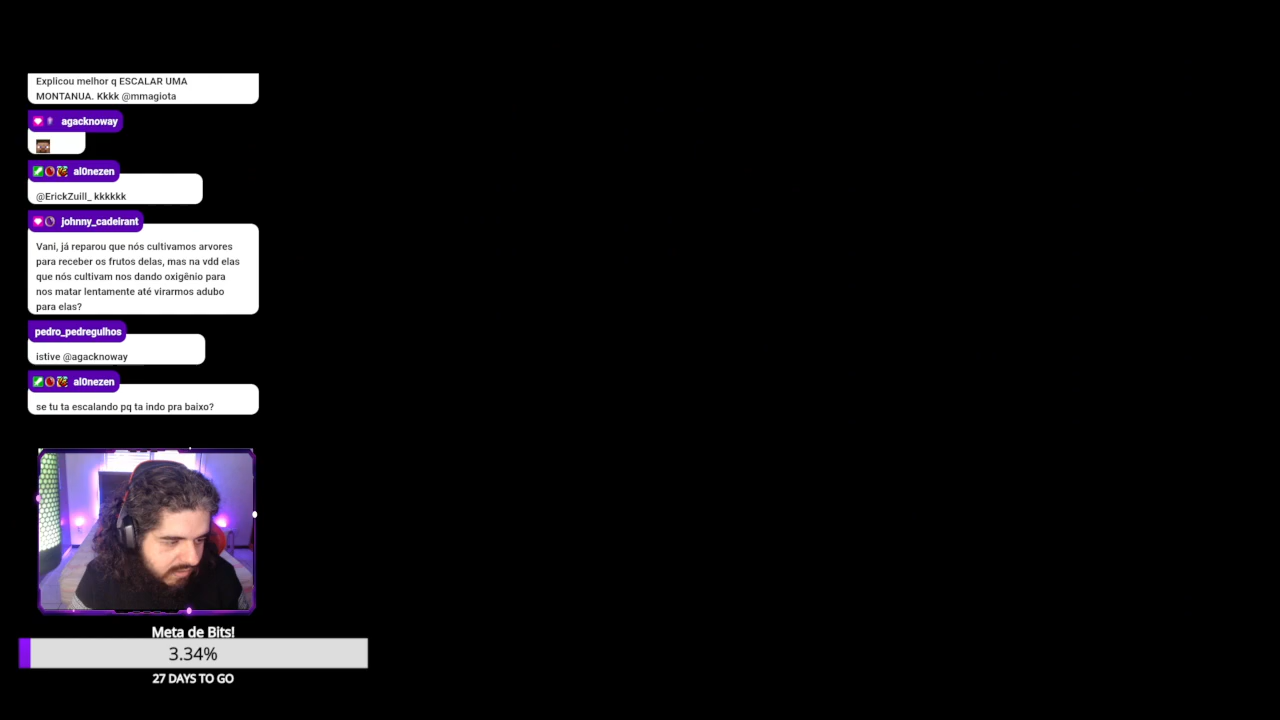 Explicou melhor q ESCALAR UMA
MONTANUA. Kkkk @mmagiota
agacknoway
al0nezen
@ErickZuill_ kkkkkk
johnny_cadeirant
Vani, já reparou que nós cultivamos arvores
para receber os frutos delas, mas na vdd elas
que nós cultivam nos dando oxigênio para
nos matar lentamente até virarmos adubo
para elas?
pedro_pedregulhos
istive @agacknoway
al0nezen
se tu ta escalando pq ta indo pra baixo?
Meta de Bits!
3.34%
27 DAYS TO GO